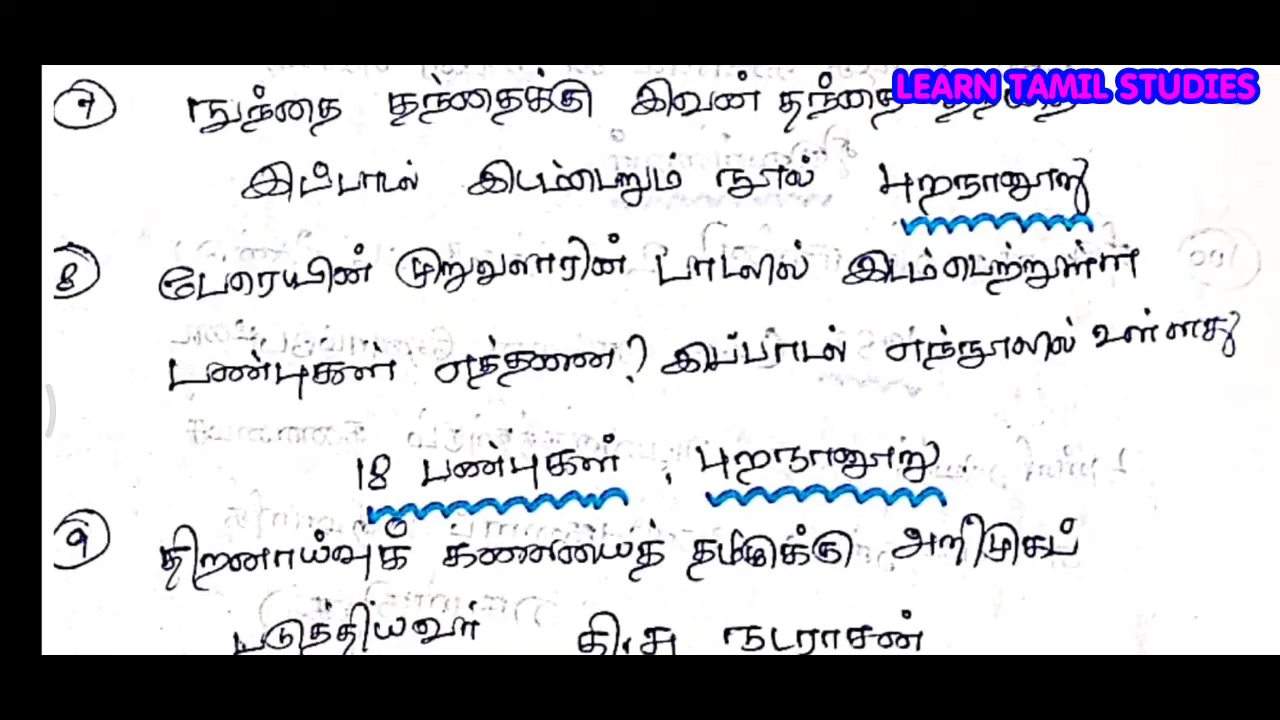 LEARN TAMIL STUDIES
7 நுந்தை தந்தைக்கு இவன் தந்தை தந்தை
இப்பாடல் இடம்பெறும் நூல் புறநானூறு
8 பேரையின் முறுவலாரின் பாடலில் இடம்பெற்றுள்ள
பண்புகள் எத்தனை? இப்பாடல் எந்நூலில் உள்ளது
18 பண்புகள், புறநானூறு
9 திறனாய்வுக் கலையைத் தமிழுக்கு அறிமுகப்
படுத்தியவர் தி.சு நடராசன்